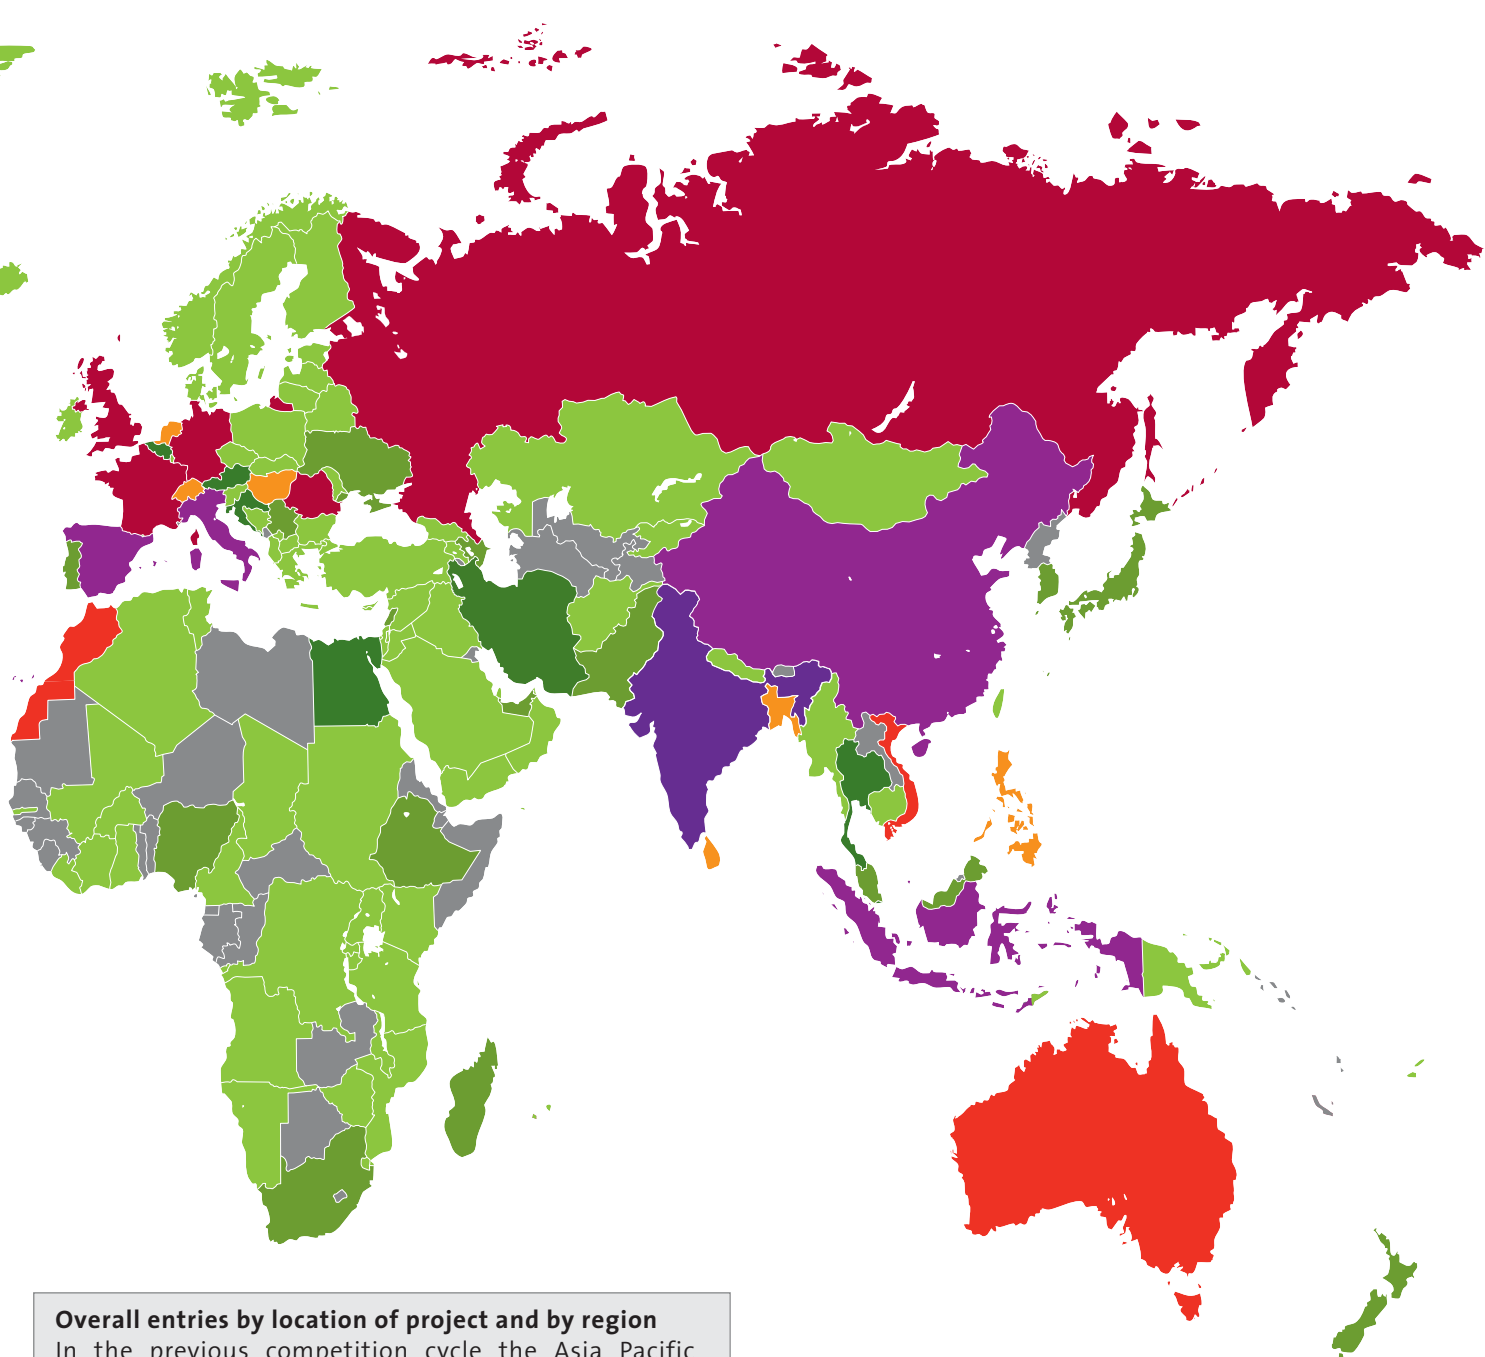 Overall entries by location of project and by region
In the previous competition cycle the Asia Pacific